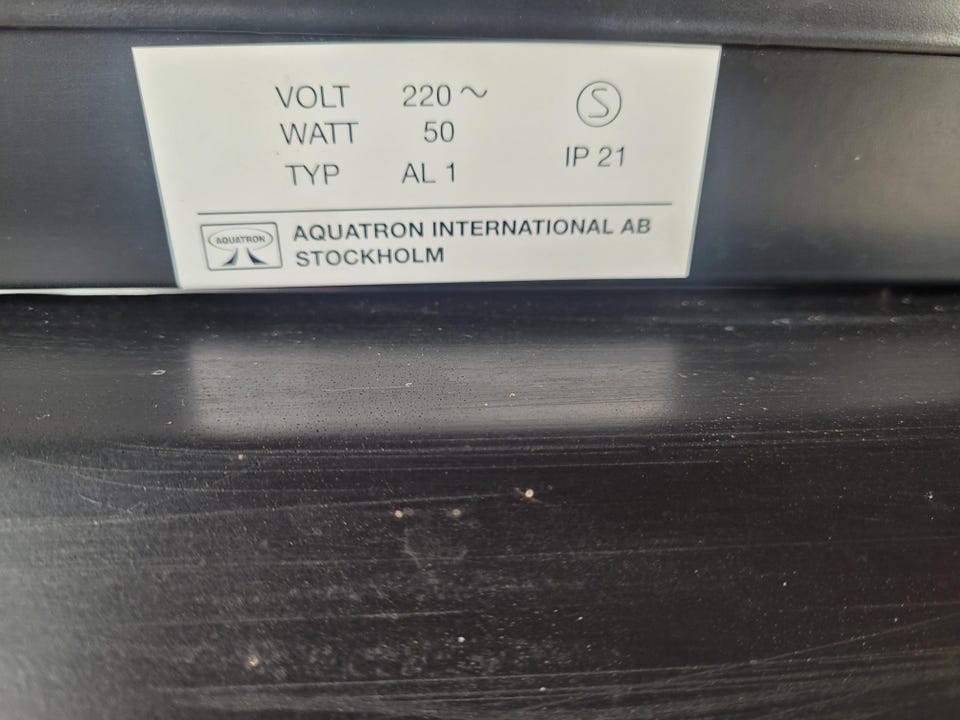 VOLT 220 ~
WATT 50
TYP AL 1
S
IP 21
AQUATRON
AQUATRON INTERNATIONAL AB
STOCKHOLM